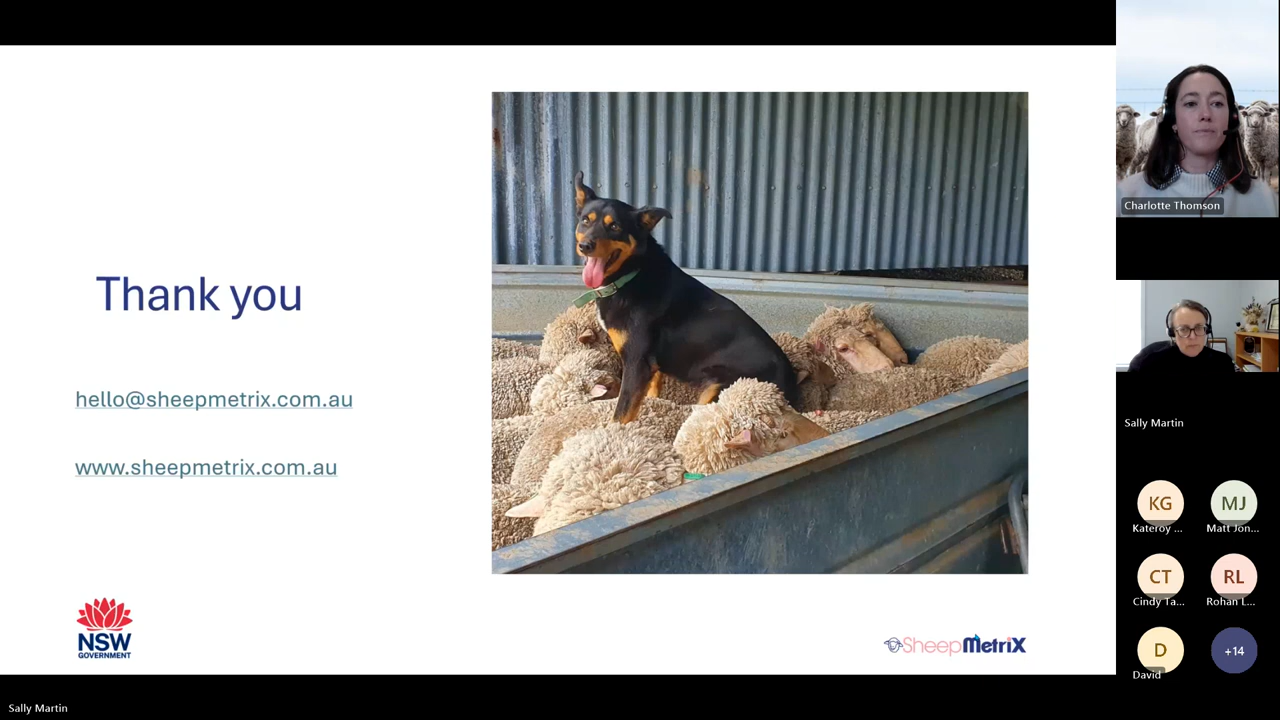 Thank you
hello@sheepmetrix.com.au
www.sheepmetrix.com.au
NSW
GOVERNMENT
SheepMetriX
Charlotte Thomson
Sally Martin
KG
MJ
Kateroy ...
Matt Jon...
CT
RL
Cindy Ta...
Rohan L...
D
+14
David
Sally Martin